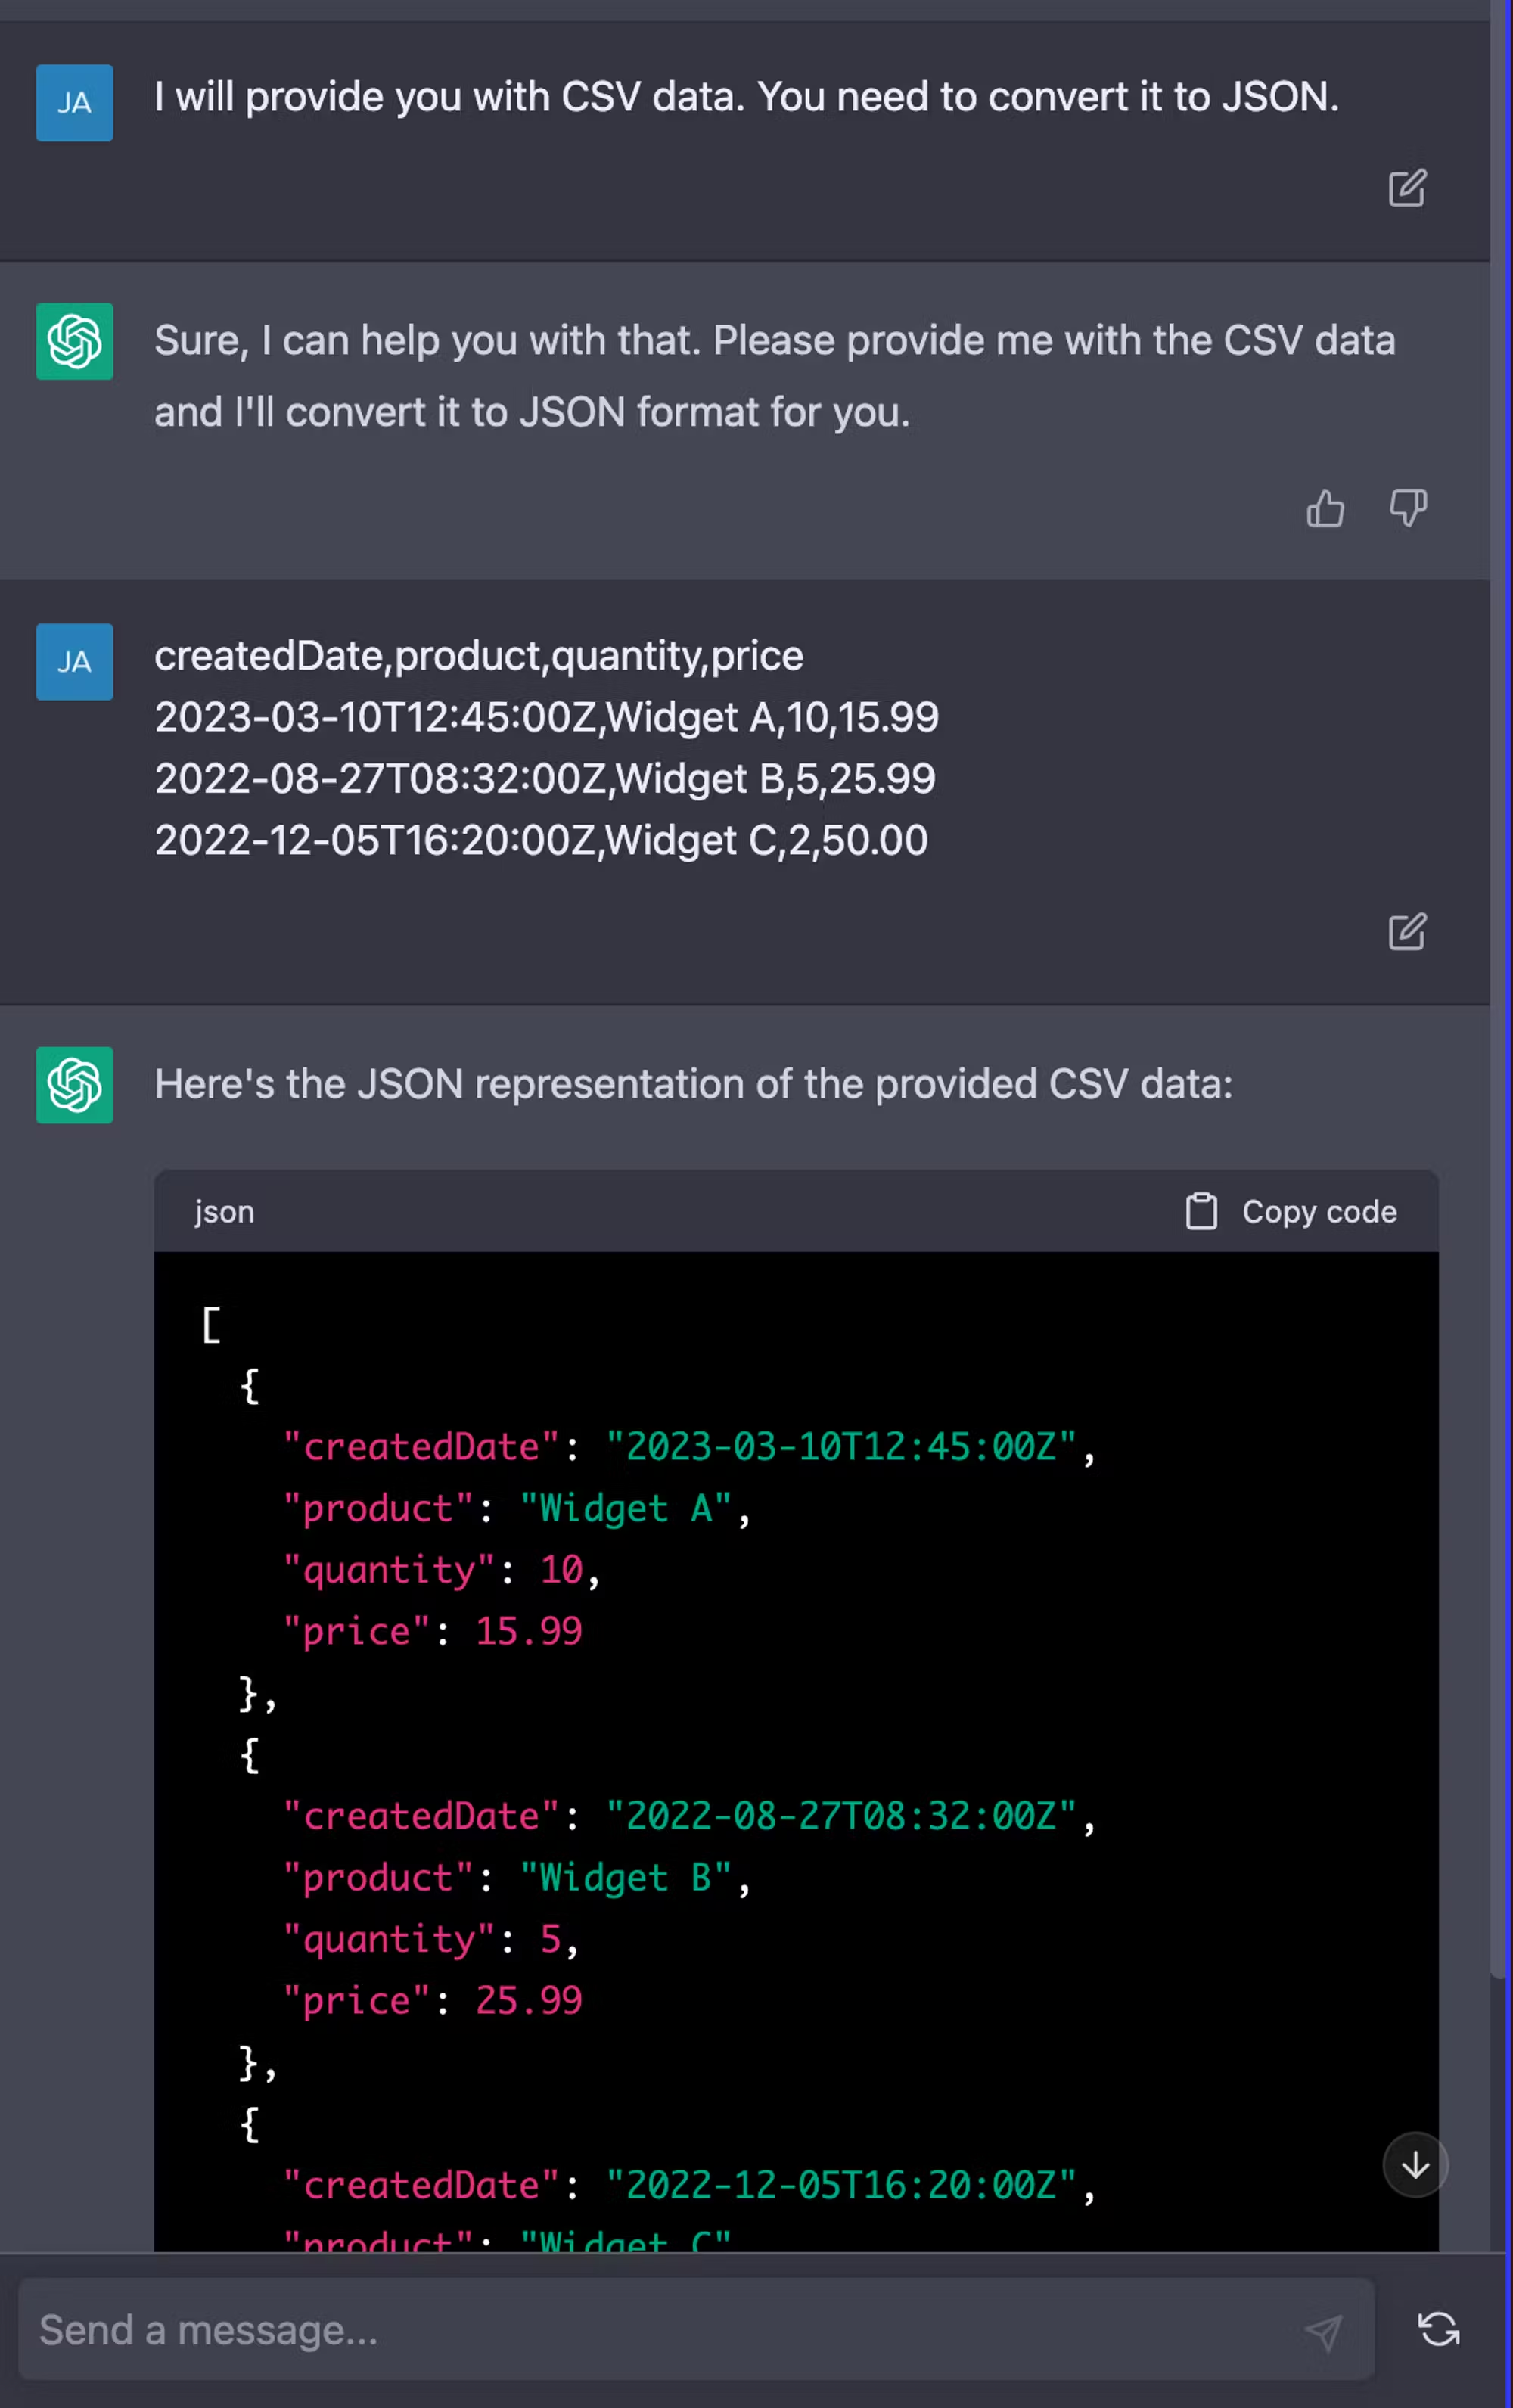 JA
I will provide you with CSV data. You need to convert it to JSON.
Sure, I can help you with that. Please provide me with the CSV data
and I'll convert it to JSON format for you.
JA
createdDate,product,quantity,price
2023-03-10T12:45:00Z,Widget A,10,15.99
2022-08-27T08:32:00Z,Widget B,5,25.99
2022-12-05T16:20:00Z,Widget C,2,50.00
Here's the JSON representation of the provided CSV data:
json Copy code
[
{
"createdDate": "2023-03-10T12:45:00Z",
"product": "Widget A",
"quantity": 10,
"price": 15.99
},
{
"createdDate": "2022-08-27T08:32:00Z",
"product": "Widget B",
"quantity": 5,
"price": 25.99
},
{
"createdDate": "2022-12-05T16:20:00Z",
"product": "Widget C"
Send a message...